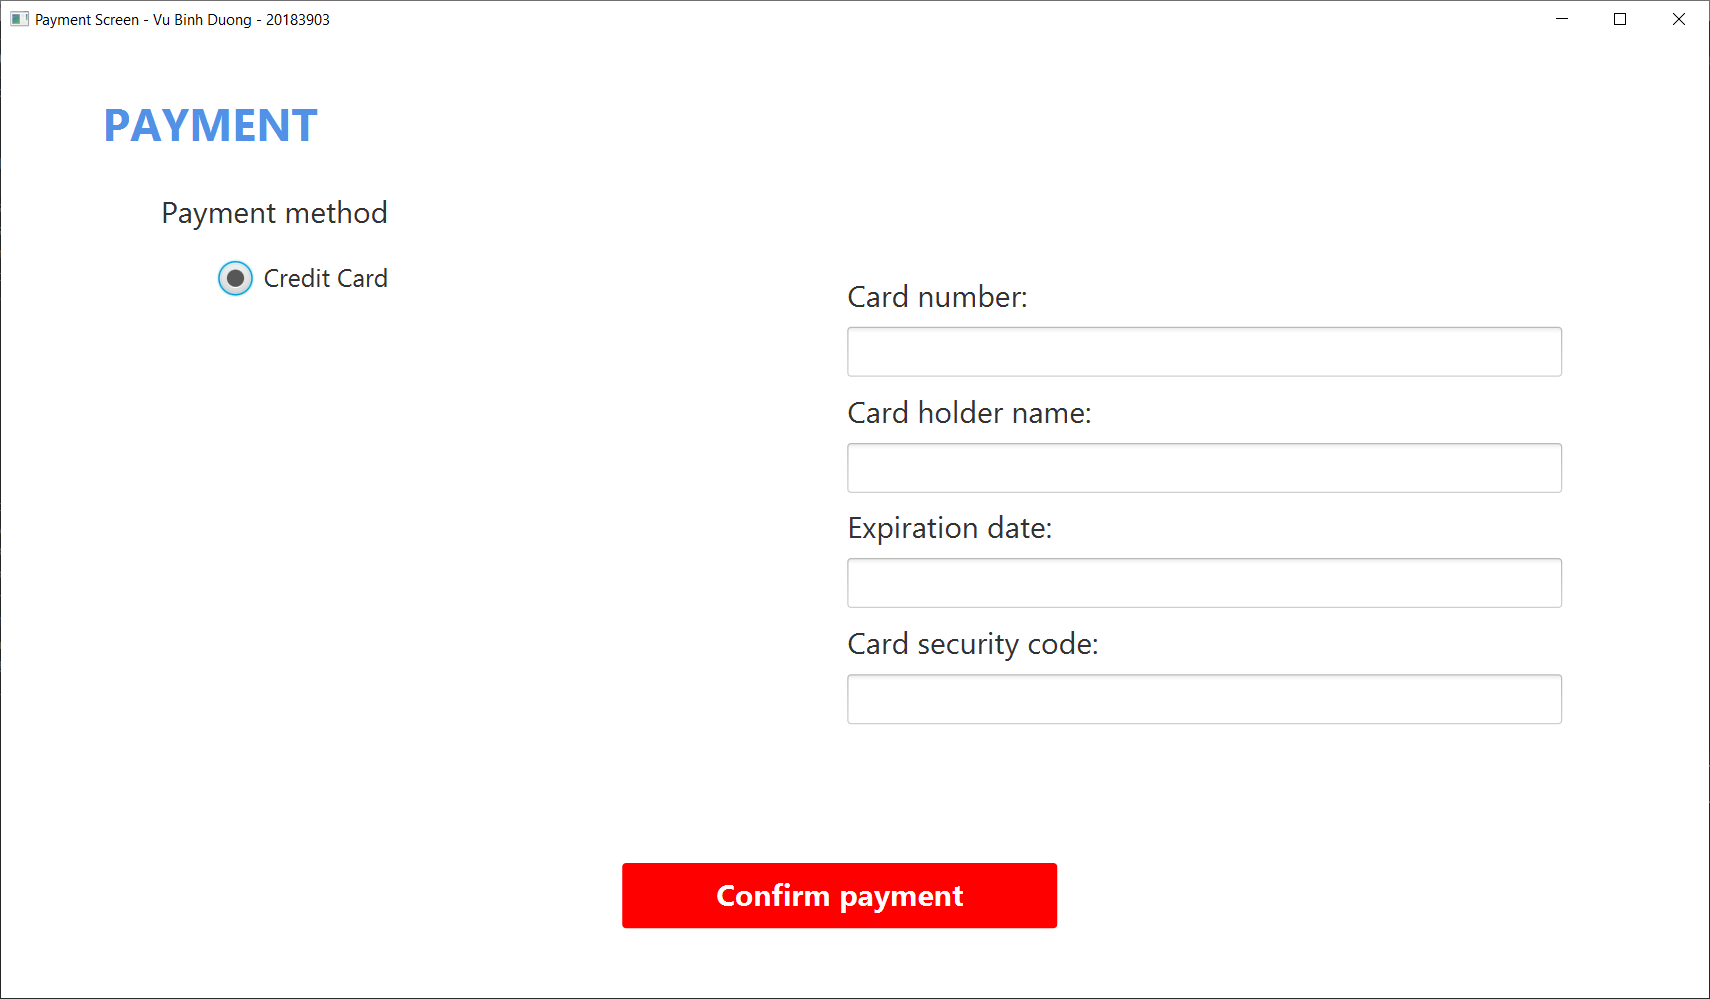 Payment Screen - Vu Binh Duong - 20183903
PAYMENT
Payment method
Credit Card
Card number:
Card holder name:
Expiration date:
Card security code:
Confirm payment